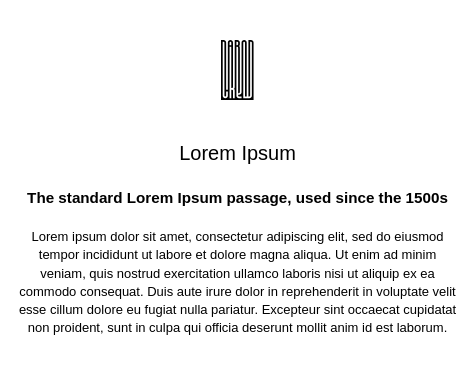 Lorem Ipsum
The standard Lorem Ipsum passage, used since the 1500s
Lorem ipsum dolor sit amet, consectetur adipiscing elit, sed do eiusmod
tempor incididunt ut labore et dolore magna aliqua. Ut enim ad minim
veniam, quis nostrud exercitation ullamco laboris nisi ut aliquip ex ea
commodo consequat. Duis aute irure dolor in reprehenderit in voluptate velit
esse cillum dolore eu fugiat nulla pariatur. Excepteur sint occaecat cupidatat
non proident, sunt in culpa qui officia deserunt mollit anim id est laborum.